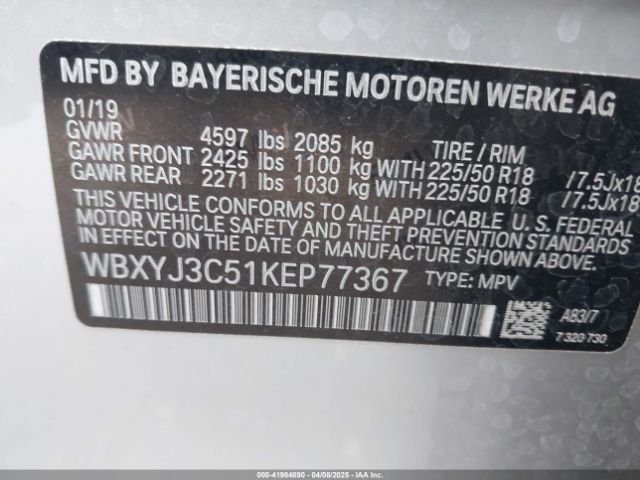 MFD BY BAYERISCHE MOTOREN WERKE AG
01/19
GVWR 4597 lbs 2085 kg TIRE / RIM
GAWR FRONT 2425 lbs 1100 kg WITH 225/50 R18 /7.5Jx18
GAWR REAR 2271 lbs 1030 kg WITH 225/50 R18 /7.5Jx18
THIS VEHICLE CONFORMS TO ALL APPLICABLE U. S. FEDERAL
MOTOR VEHICLE SAFETY AND THEFT PREVENTION STANDARDS
IN EFFECT ON THE DATE OF MANUFACTURE SHOWN ABOVE.
WBXYJ3C51KEP77367 TYPE: MPV
A83/7
7 320 730
000-41984890 04/08/2025 - IAA Inc.